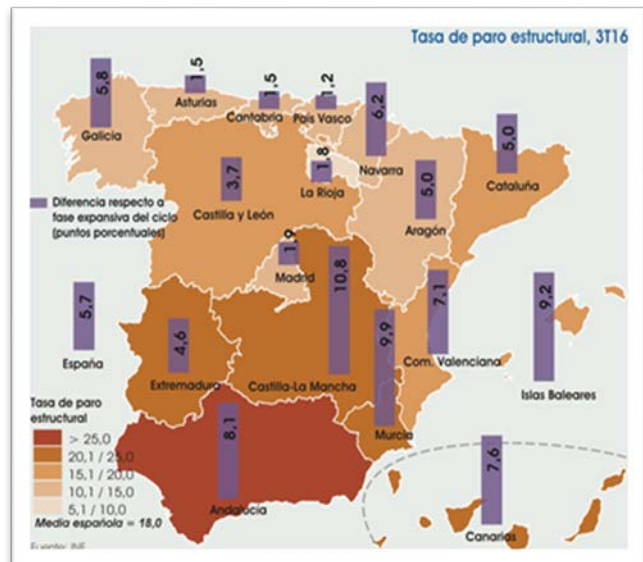 Tasa de paro estructural, 3T16
5,8
Galicia
1,5
Asturias
1,5
Cantabria
1,2
País Vasco
6,2
Navarra
1,8
La Rioja
5,0
Cataluña
3,7
Castilla y León
5,0
Aragón
Diferencia respecto a
fase expansiva del ciclo
(puntos porcentuales)
1,9
Madrid
5,7
España
4,6
Extremadura
10,8
Castilla-La Mancha
9,9
Murcia
7,1
Com. Valenciana
9,2
Islas Baleares
8,1
Andalucía
7,6
Canarias
Tasa de paro
estructural
> 25,0
20,1 / 25,0
15,1 / 20,0
10,1 / 15,0
5,1 / 10,0
Media española = 18,0
Fuente: INE